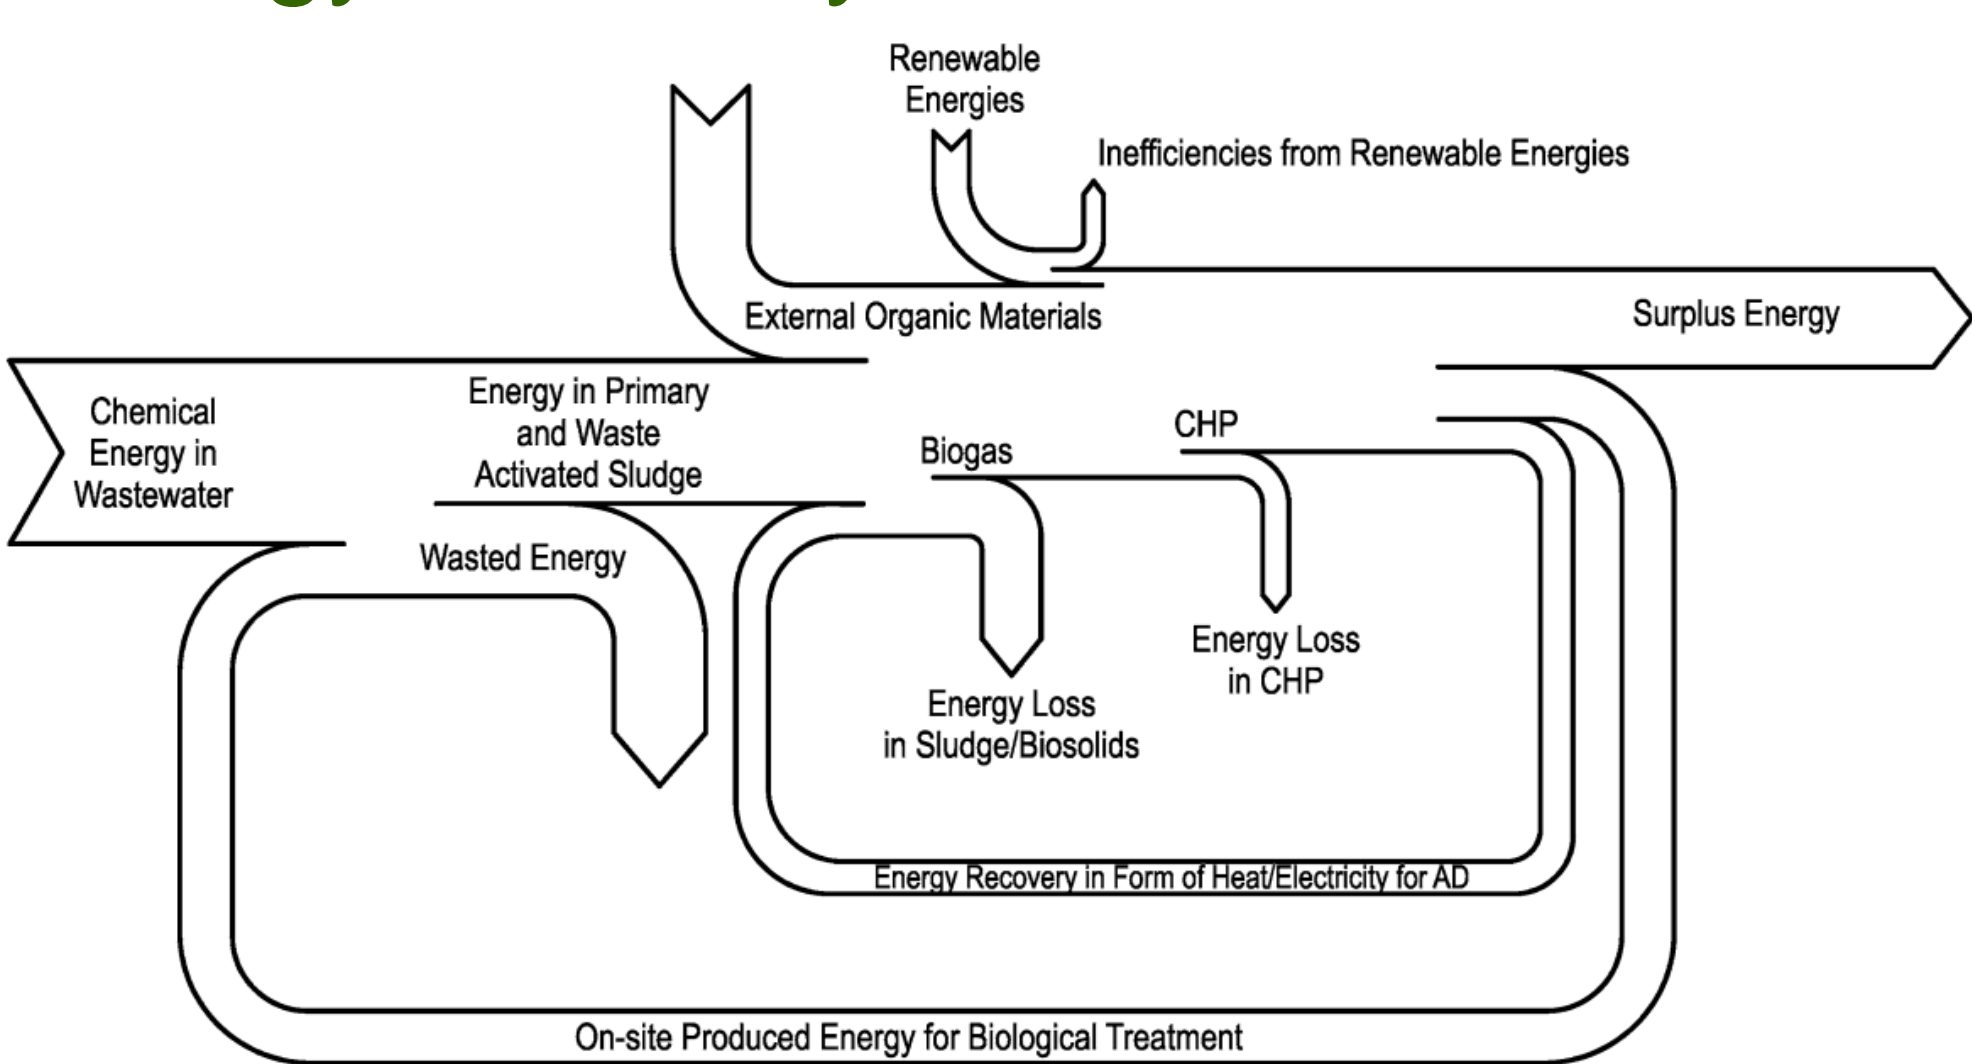 Renewable
Energies
Inefficiencies from Renewable Energies
External Organic Materials
Surplus Energy
Chemical
Energy in
Wastewater
Energy in Primary
and Waste
Activated Sludge
Biogas
CHP
Wasted Energy
Energy Loss
in CHP
Energy Loss
in Sludge/Biosolids
Energy Recovery in Form of Heat/Electricity for AD
On-site Produced Energy for Biological Treatment